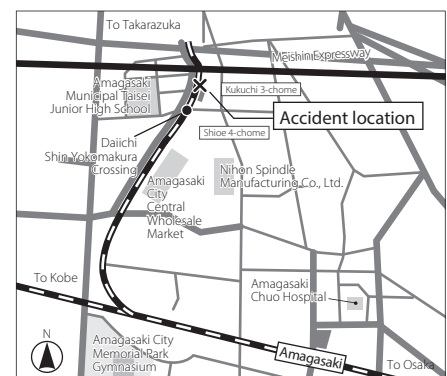 To Takarazuka
Meishin Expressway
Amagasaki
Municipal Taisei
Junior High School
Kukuchi 3-chome
Accident location
Shioe 4-chome
Daiichi
Shin Yokomakura
Crossing
Nihon Spindle
Manufacturing Co., Ltd.
Amagasaki
City
Central
Wholesale
Market
To Kobe
Amagasaki
Chuo Hospital
N
Amagasaki City
Memorial Park
Gymnasium
Amagasaki
To Osaka